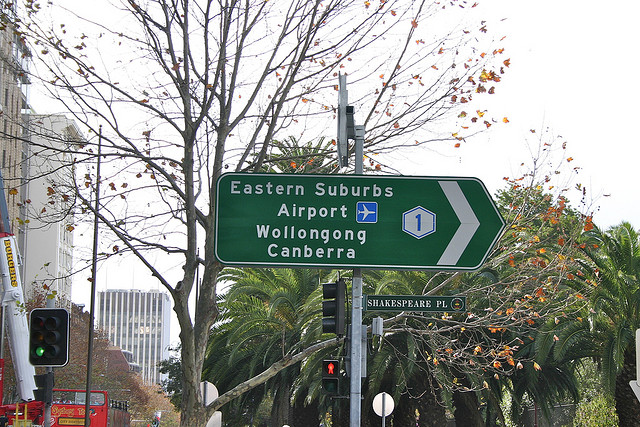 Eastern Suburbs
Airport
Wollongong
Canberra
1
SHAKESPEARE PL